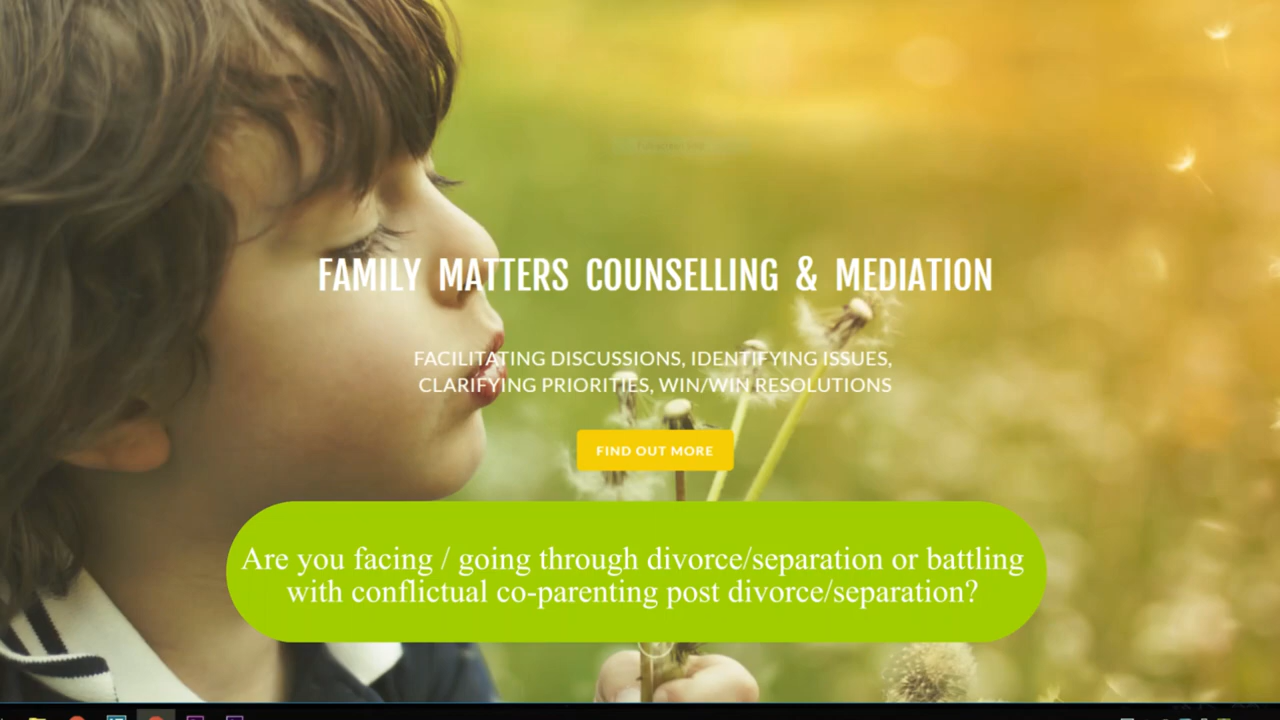 FAMILY MATTERS COUNSELLING & MEDIATION
FACILITATING DISCUSSIONS, IDENTIFYING ISSUES,
CLARIFYING PRIORITIES, WIN/WIN RESOLUTIONS
FIND OUT MORE
Are you facing / going through divorce/separation or battling
with conflictual co-parenting post divorce/separation?